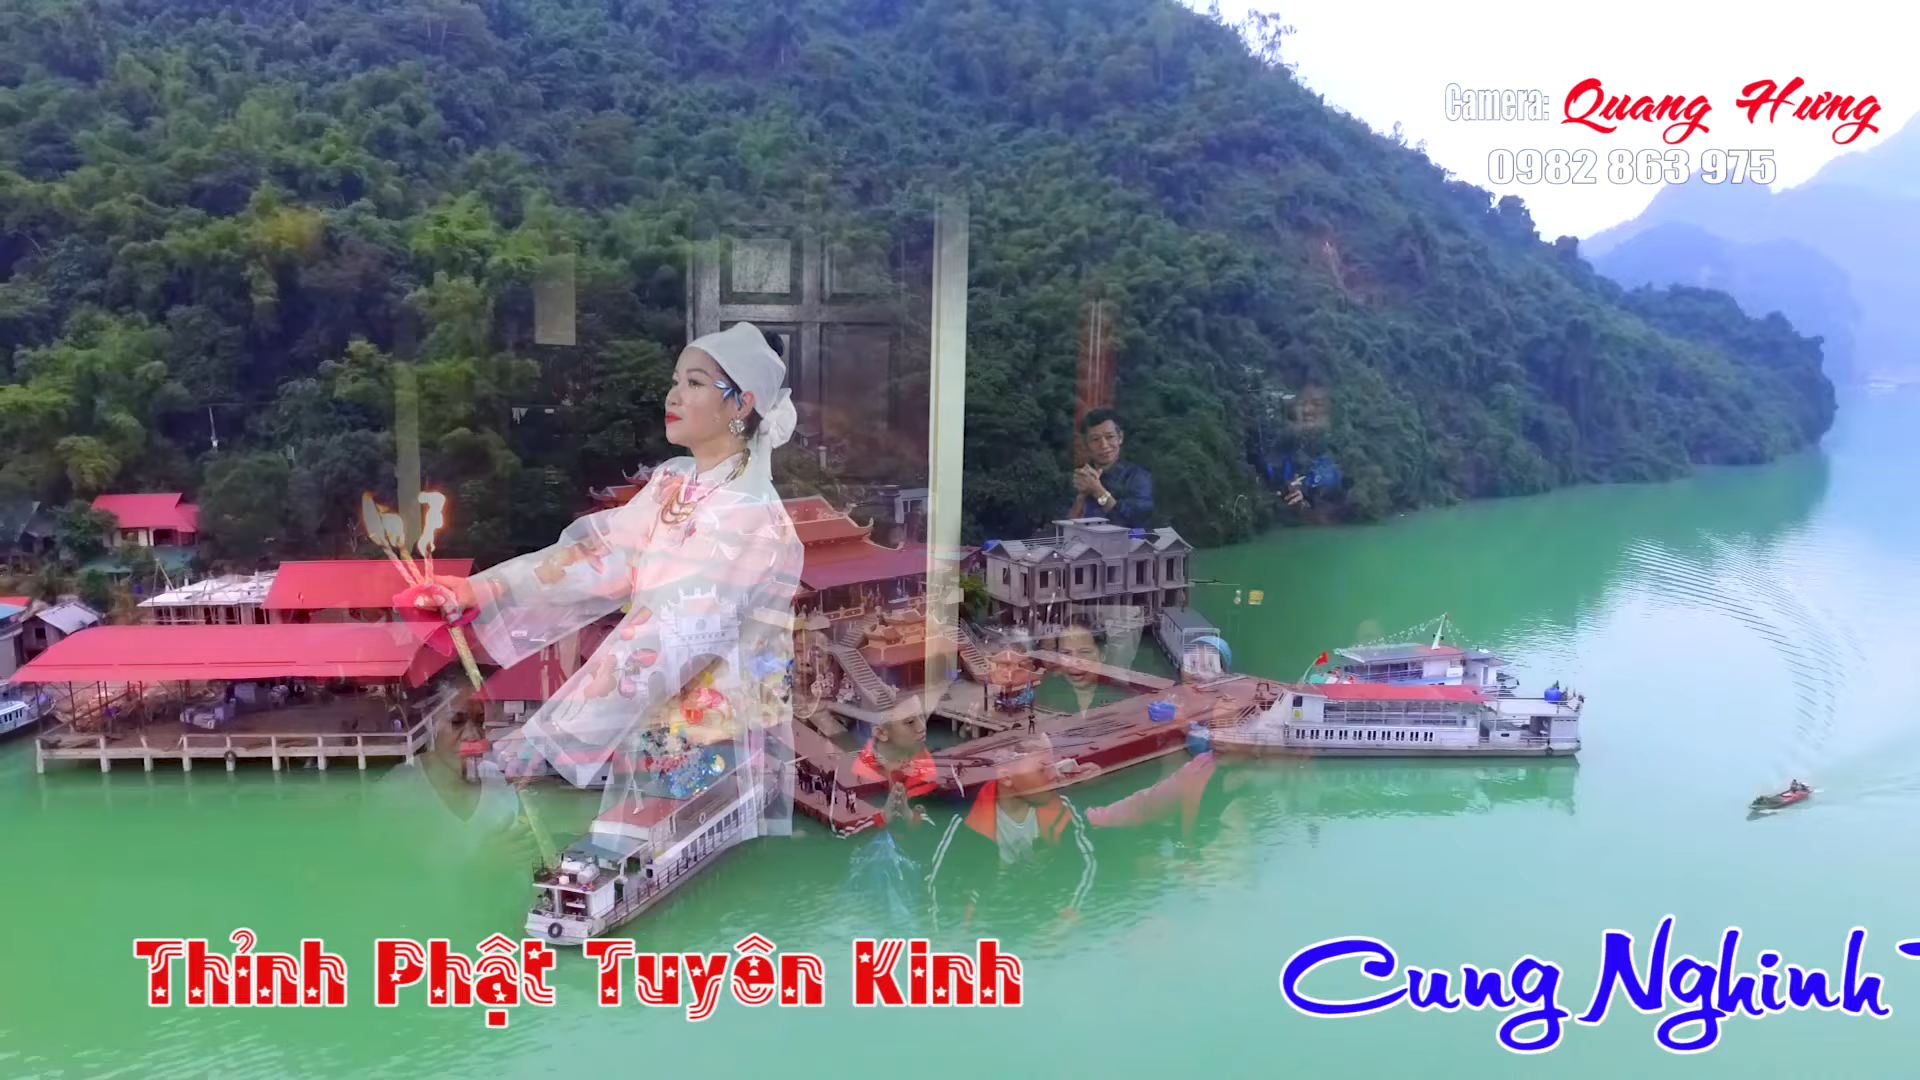 Camera: Quang Hưng
0982 863 975
Thỉnh Phật Tuyên Kinh
Cung Nghinh